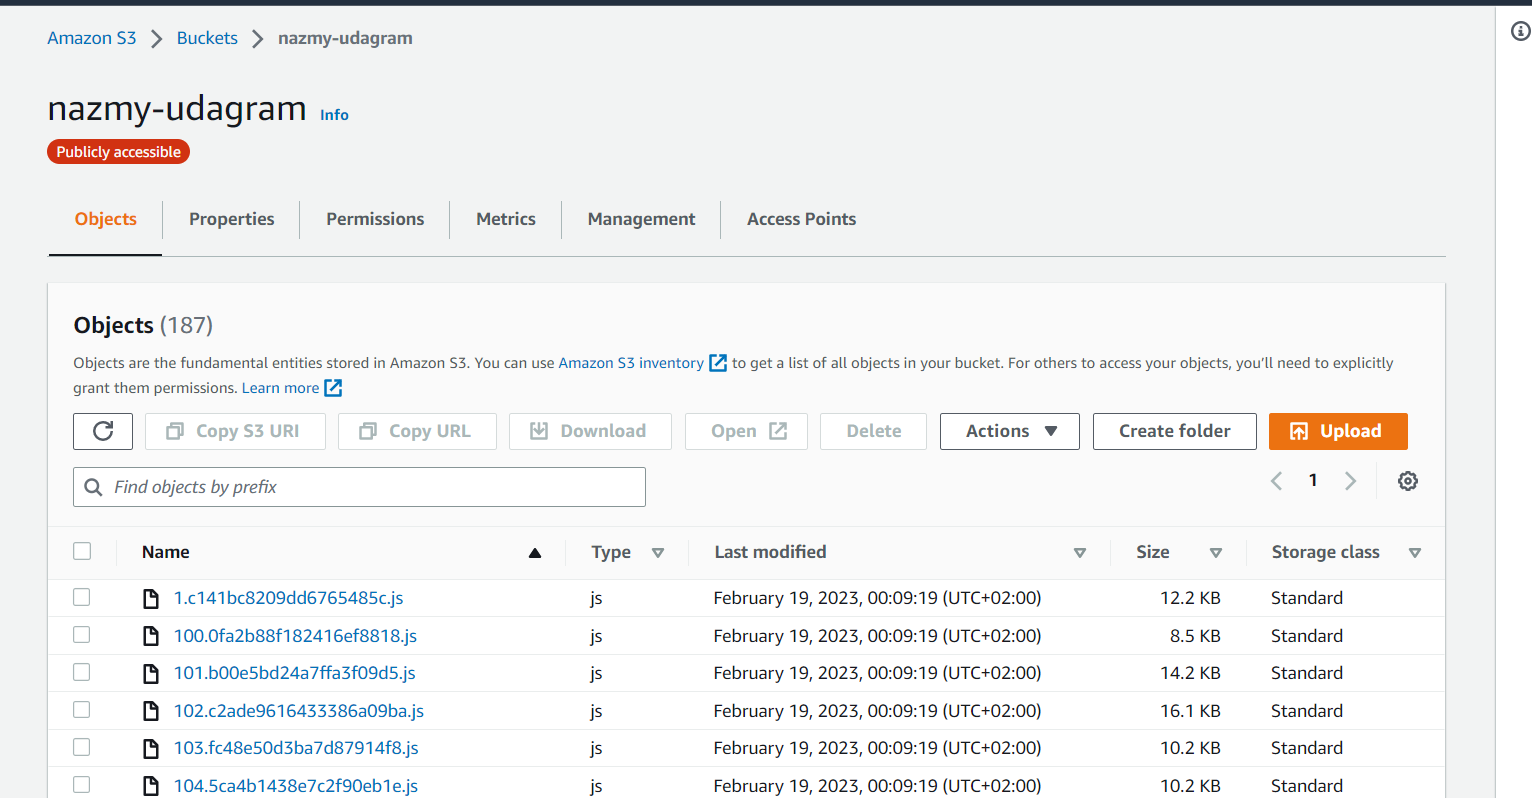 Amazon S3 > Buckets > nazmy-udagram
nazmy-udagram Info
Publicly accessible
Objects Properties Permissions Metrics Management Access Points
Objects (187)
Objects are the fundamental entities stored in Amazon S3. You can use Amazon S3 inventory to get a list of all objects in your bucket. For others to access your objects, you'll need to explicitly
grant them permissions. Learn more
Copy S3 URI Copy URL Download Open Delete Actions Create folder Upload
Find objects by prefix
1
Name Type Last modified Size Storage class
1.c141bc8209dd6765485c.js js February 19, 2023, 00:09:19 (UTC+02:00) 12.2 KB Standard
100.0fa2b88f182416ef8818.js js February 19, 2023, 00:09:19 (UTC+02:00) 8.5 KB Standard
101.b00e5bd24a7ffa3f09d5.js js February 19, 2023, 00:09:19 (UTC+02:00) 14.2 KB Standard
102.c2ade9616433386a09ba.js js February 19, 2023, 00:09:19 (UTC+02:00) 16.1 KB Standard
103.fc48e50d3ba7d87914f8.js js February 19, 2023, 00:09:19 (UTC+02:00) 10.2 KB Standard
104.5ca4b1438e7c2f90eb1e.js js February 19, 2023, 00:09:19 (UTC+02:00) 10.2 KB Standard